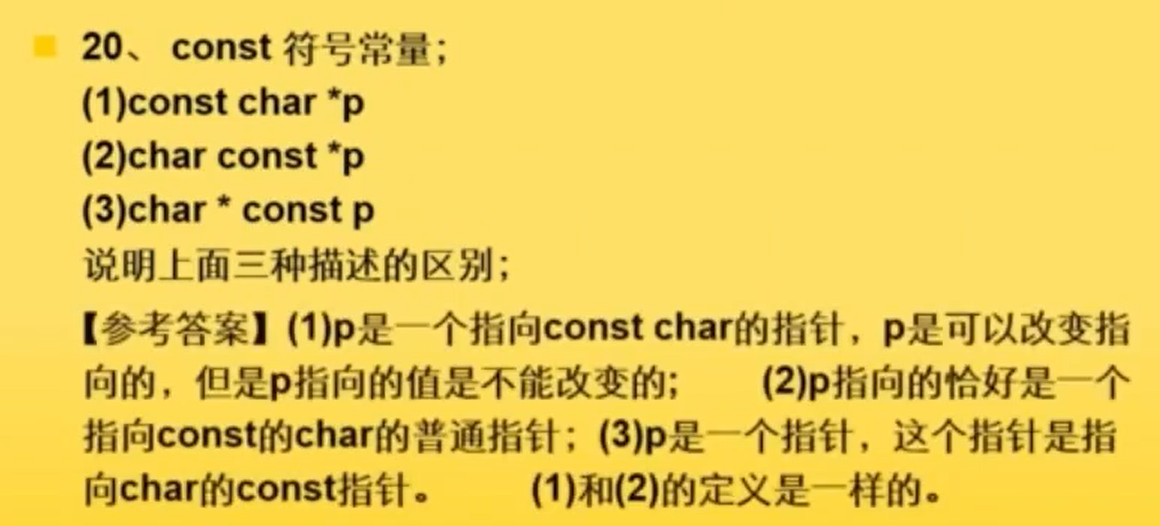 20、 const 符号常量；
(1)const char *p
(2)char const *p
(3)char * const p
说明上面三种描述的区别；
【参考答案】(1)p是一个指向const char的指针，p是可以改变指
向的，但是p指向的值是不能改变的； (2)p指向的恰好是一个
指向const的char的普通指针；(3)p是一个指针，这个指针是指
向char的const指针。 (1)和(2)的定义是一样的。